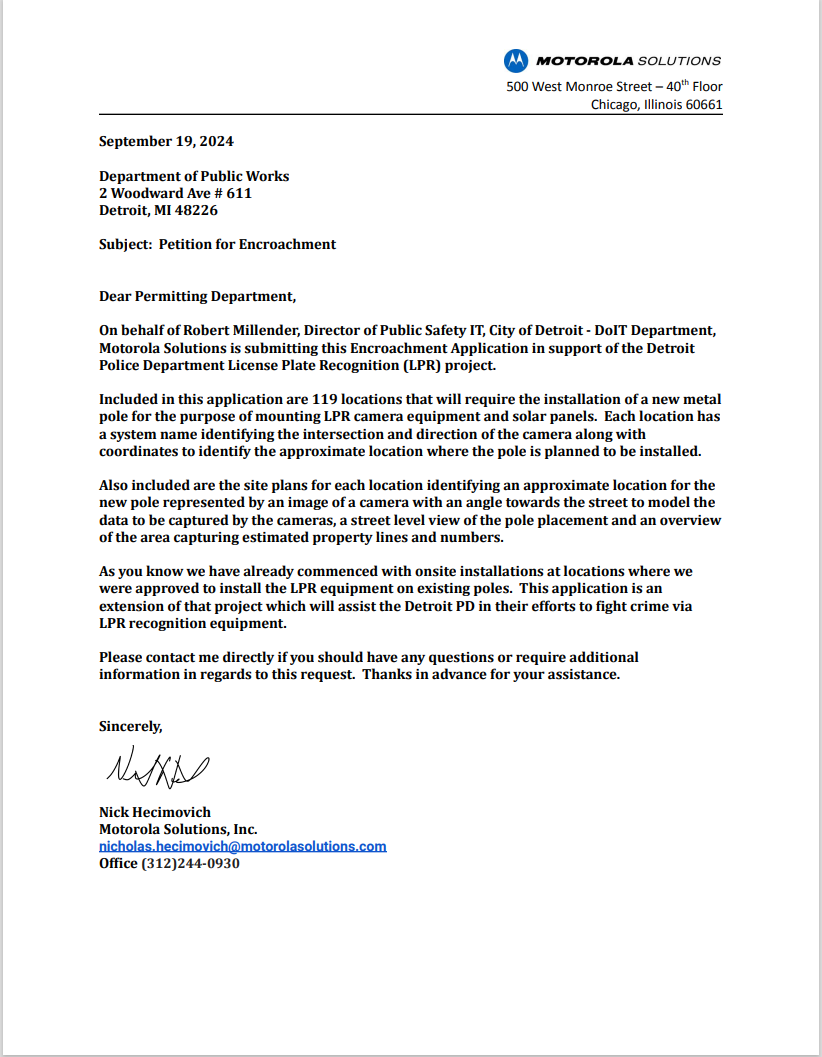 MOTOROLA SOLUTIONS
500 West Monroe Street – 40th Floor
Chicago, Illinois 60661
September 19, 2024
Department of Public Works
2 Woodward Ave # 611
Detroit, MI 48226
Subject:  Petition for Encroachment
Dear Permitting Department,
On behalf of Robert Millender, Director of Public Safety IT, City of Detroit - DoIT Department,
Motorola Solutions is submitting this Encroachment Application in support of the Detroit
Police Department License Plate Recognition (LPR) project.
Included in this application are 119 locations that will require the installation of a new metal
pole for the purpose of mounting LPR camera equipment and solar panels.  Each location has
a system name identifying the intersection and direction of the camera along with
coordinates to identify the approximate location where the pole is planned to be installed.
Also included are the site plans for each location identifying an approximate location for the
new pole represented by an image of a camera with an angle towards the street to model the
data to be captured by the cameras, a street level view of the pole placement and an overview
of the area capturing estimated property lines and numbers.
As you know we have already commenced with onsite installations at locations where we
were approved to install the LPR equipment on existing poles.  This application is an
extension of that project which will assist the Detroit PD in their efforts to fight crime via
LPR recognition equipment.
Please contact me directly if you should have any questions or require additional
information in regards to this request.  Thanks in advance for your assistance.
Sincerely,
Nick Hecimovich
Motorola Solutions, Inc.
nicholas.hecimovich@motorolasolutions.com
Office (312)244-0930